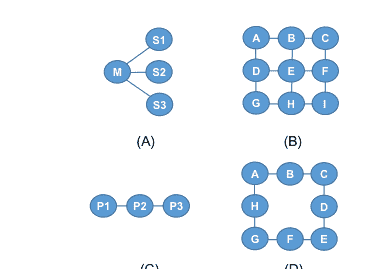 S1
M S2
S3
(A)
A B C
D E F
G H I
(B)
P1 P2 P3
(C)
A B C
H D
G F E
(D)